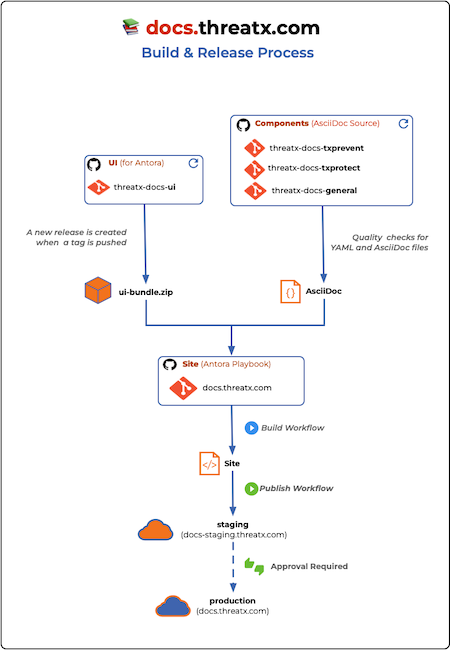 docs.threatx.com
Build & Release Process
Components (AsciiDoc Source)
threatx-docs-txprevent
threatx-docs-txprotect
threatx-docs-general
UI (for Antora)
threatx-docs-ui
A new release is created
when a tag is pushed
Quality checks for
YAML and AsciiDoc files
ui-bundle.zip
{}
AsciiDoc
Site (Antora Playbook)
docs.threatx.com
Build Workflow
</>
Site
Publish Workflow
staging
(docs-staging.threatx.com)
Approval Required
production
(docs.threatx.com)